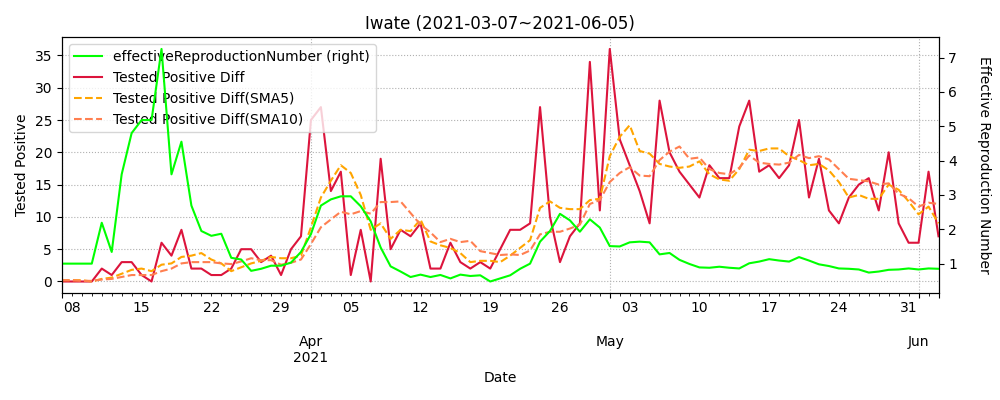 Iwate (2021-03-07~2021-06-05)
effectiveReproductionNumber (right)
Tested Positive Diff
Tested Positive Diff(SMA5)
Tested Positive Diff(SMA10)
Tested Positive
35
30
25
20
15
10
5
0
7
6
5
4
3
2
1
Effective Reproduction Number
08 15 22 29 05 12 19 26 03 10 17 24 31
Apr May Jun
2021
Date